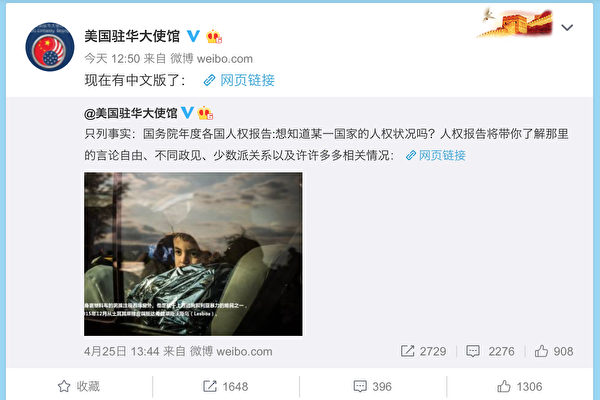 美国驻华大使馆
今天 12:50 来自 微博 weibo.com
现在有中文版了： 网页链接
@美国驻华大使馆
只列事实：国务院年度各国人权报告:想知道某一国家的人权状况吗？人权报告将带你了解那里
的言论自由、不同政见、少数派关系以及许许多多相关情况： 网页链接
4月25日 13:44 来自 微博 weibo.com
2729 2276 908
收藏 1648 396 1306